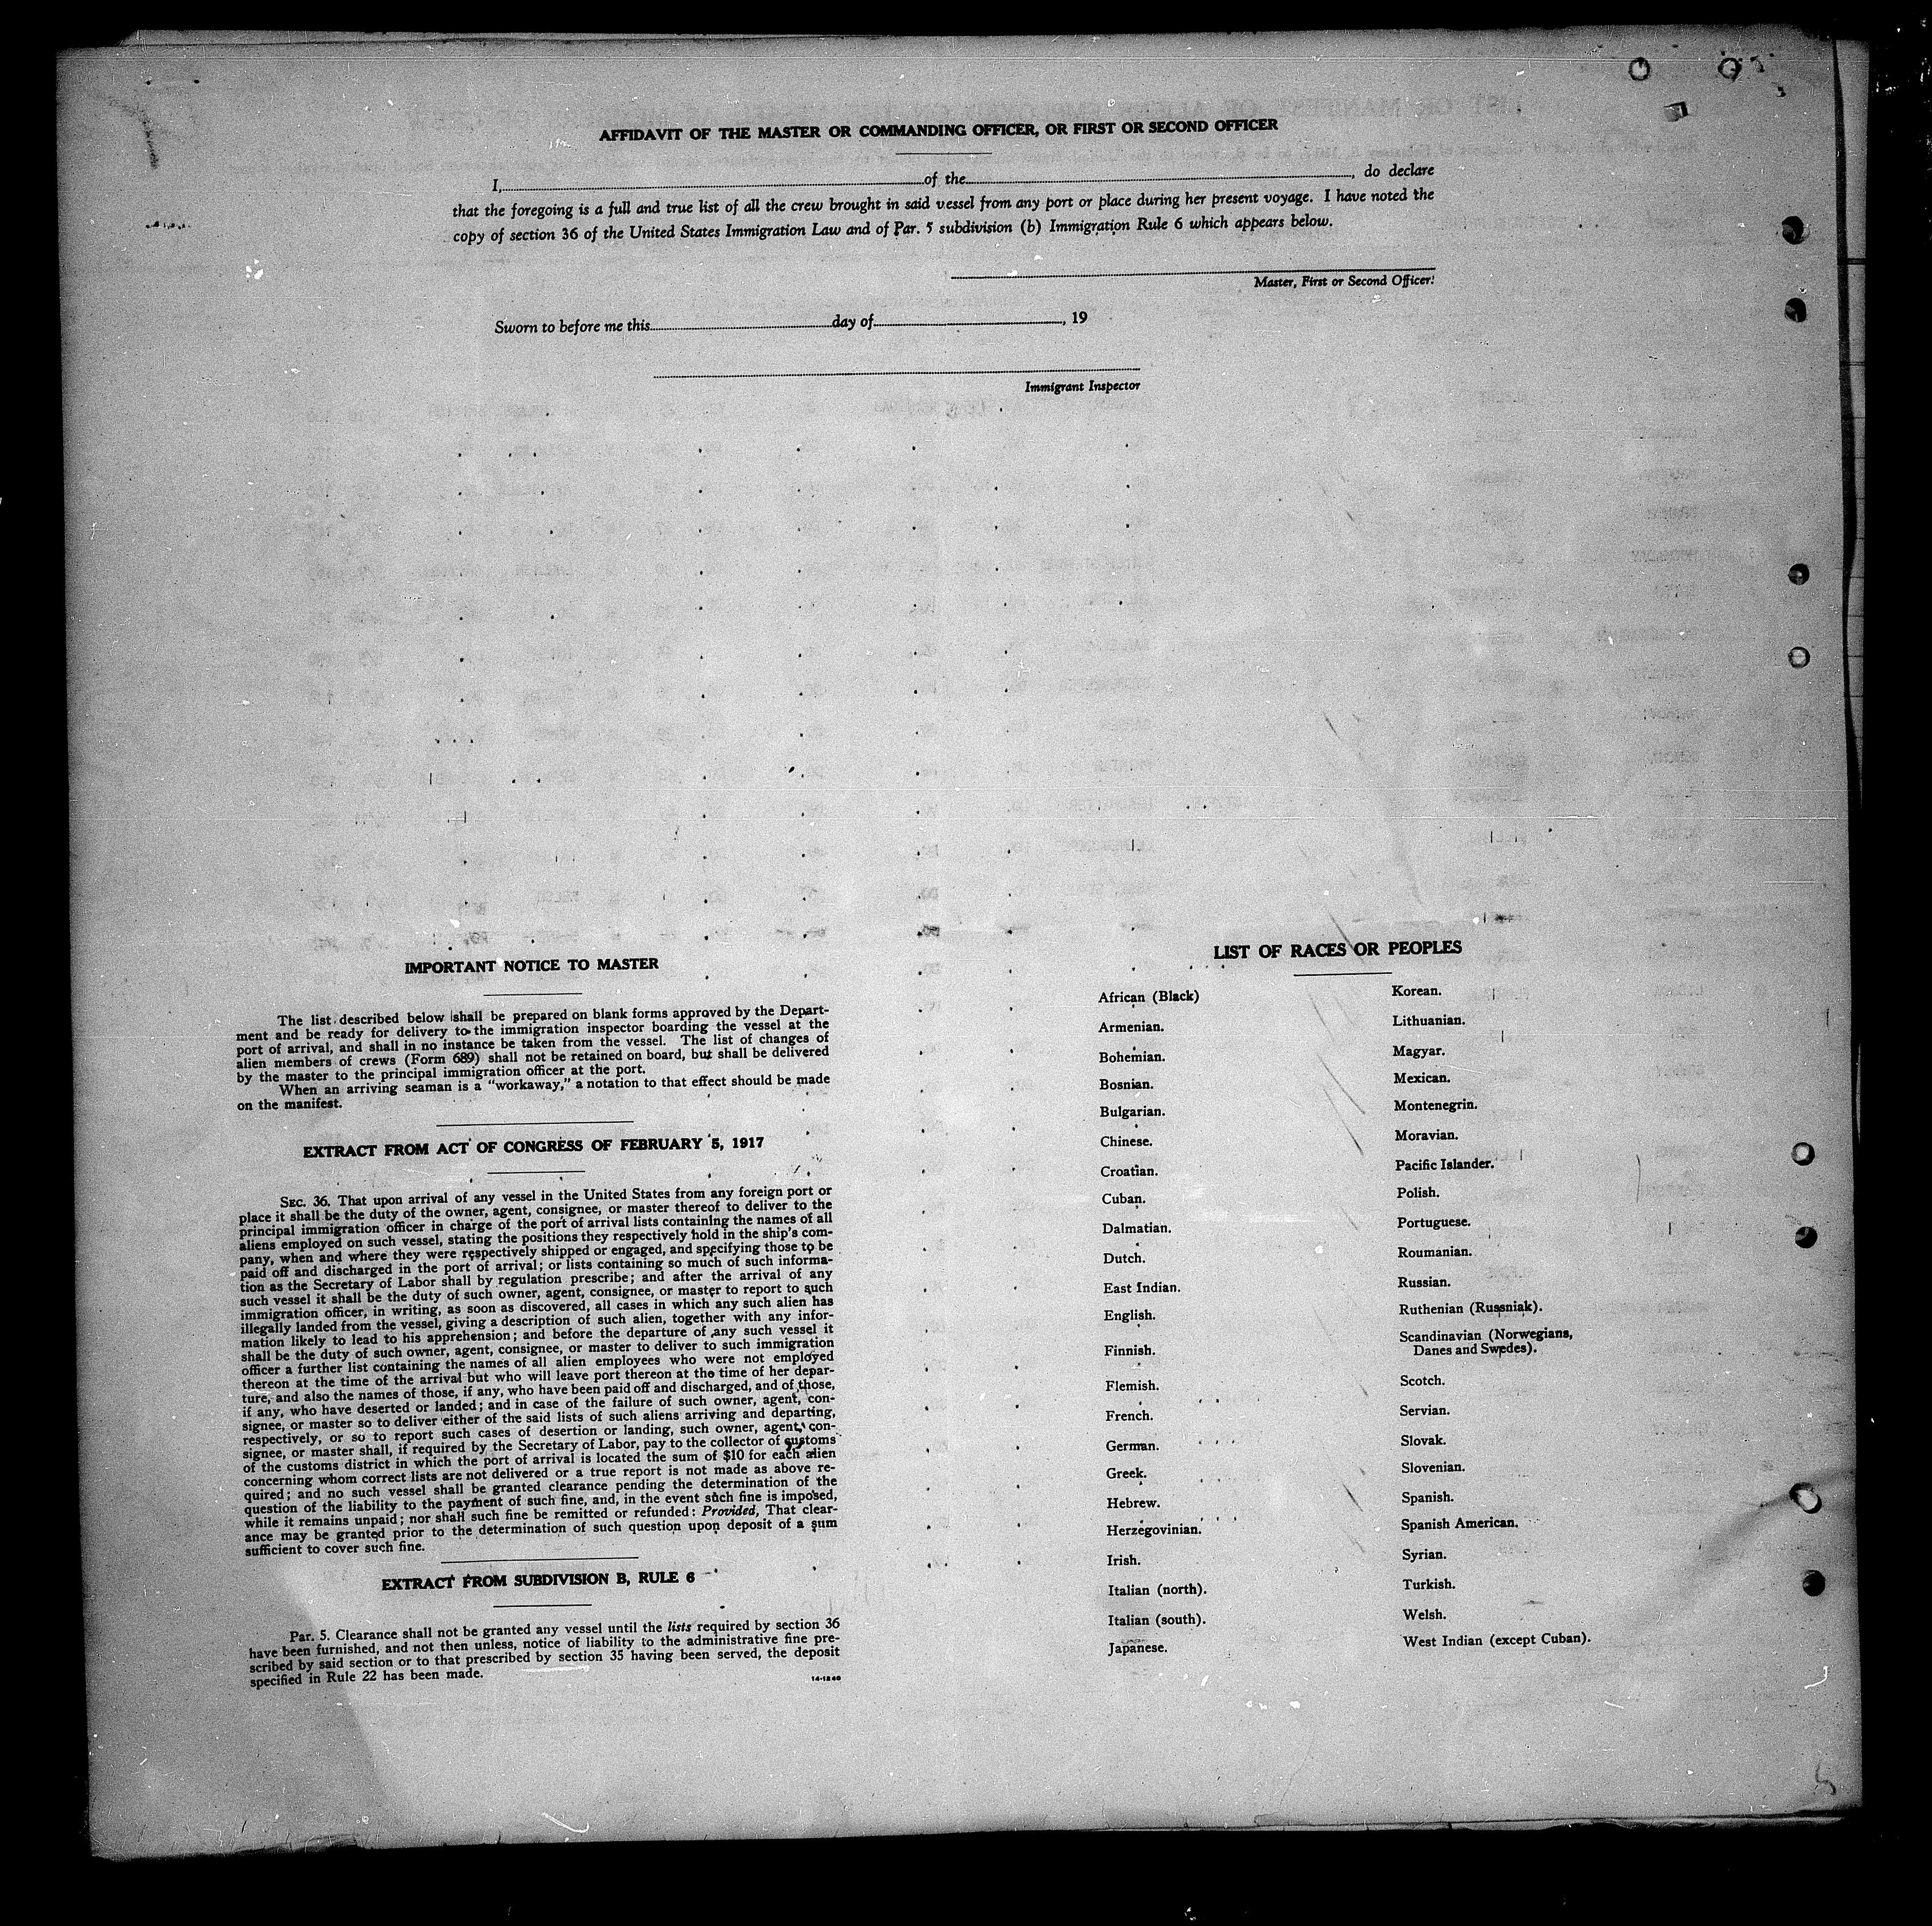 AFFIDAVIT OF THE MASTER OR COMMANDING OFFICER, OR FIRST OR SECOND OFFICER
I, of the , do declare
that the foregoing is a full and true list of all the crew brought in said vessel from any port or place during her present voyage. I have noted the
copy of section 36 of the United States Immigration Law and of Par. 5 subdivision (b) Immigration Rule 6 which appears below.
Master, First or Second Officer.
Sworn to before me this day of , 19
Immigrant Inspector
IMPORTANT NOTICE TO MASTER
The list described below shall be prepared on blank forms approved by the Depart-
ment and be ready for delivery to the immigration inspector boarding the vessel at the
port of arrival, and shall in no instance be taken from the vessel. The list of changes of
alien members of crews (Form 689) shall not be retained on board, but shall be delivered
by the master to the principal immigration officer at the port.
When an arriving seaman is a "workaway," a notation to that effect should be made
on the manifest.
EXTRACT FROM ACT OF CONGRESS OF FEBRUARY 5, 1917
SEC. 36. That upon arrival of any vessel in the United States from any foreign port or
place it shall be the duty of the owner, agent, consignee, or master thereof to deliver to the
principal immigration officer in charge of the port of arrival lists containing the names of all
aliens employed on such vessel, stating the positions they respectively hold in the ship's com-
pany, when and where they were respectively shipped or engaged, and specifying those to be
paid off and discharged in the port of arrival; or lists containing so much of such informa-
tion as the Secretary of Labor shall by regulation prescribe; and after the arrival of any
such vessel it shall be the duty of such owner, agent, consignee, or master to report to such
immigration officer, in writing, as soon as discovered, all cases in which any such alien has
illegally landed from the vessel, giving a description of such alien, together with any infor-
mation likely to lead to his apprehension; and before the departure of any such vessel it
shall be the duty of such owner, agent, consignee, or master to deliver to such immigration
officer a further list containing the names of all alien employees who were not employed
thereon at the time of the arrival but who will leave port thereon at the time of her depar-
ture, and also the names of those, if any, who have been paid off and discharged, and of those,
if any, who have deserted or landed; and in case of the failure of such owner, agent, con-
signee, or master so to deliver either of the said lists of such aliens arriving and departing,
respectively, or so to report such cases of desertion or landing, such owner, agent, con-
signee, or master shall, if required by the Secretary of Labor, pay to the collector of customs
of the customs district in which the port of arrival is located the sum of $10 for each alien
concerning whom correct lists are not delivered or a true report is not made as above re-
quired; and no such vessel shall be granted clearance pending the determination of the
question of the liability to the payment of such fine, and, in the event such fine is imposed,
while it remains unpaid; nor shall such fine be remitted or refunded: Provided, That clear-
ance may be granted prior to the determination of such question upon deposit of a sum
sufficient to cover such fine.
EXTRACT FROM SUBDIVISION B, RULE 6
Par. 5. Clearance shall not be granted any vessel until the lists required by section 36
have been furnished, and not then unless, notice of liability to the administrative fine pre-
scribed by said section or to that prescribed by section 35 having been served, the deposit
specified in Rule 22 has been made.
14-1240
LIST OF RACES OR PEOPLES
African (Black)
Armenian.
Bohemian.
Bosnian.
Bulgarian.
Chinese.
Croatian.
Cuban.
Dalmatian.
Dutch.
East Indian.
English.
Finnish.
Flemish.
French.
German.
Greek.
Hebrew.
Herzegovinian.
Irish.
Italian (north).
Italian (south).
Japanese.
Korean.
Lithuanian.
Magyar.
Mexican.
Montenegrin.
Moravian.
Pacific Islander.
Polish.
Portuguese.
Roumanian.
Russian.
Ruthenian (Russniak).
Scandinavian (Norwegians,
Danes and Swedes).
Scotch.
Servian.
Slovak.
Slovenian.
Spanish.
Spanish American.
Syrian.
Turkish.
Welsh.
West Indian (except Cuban).